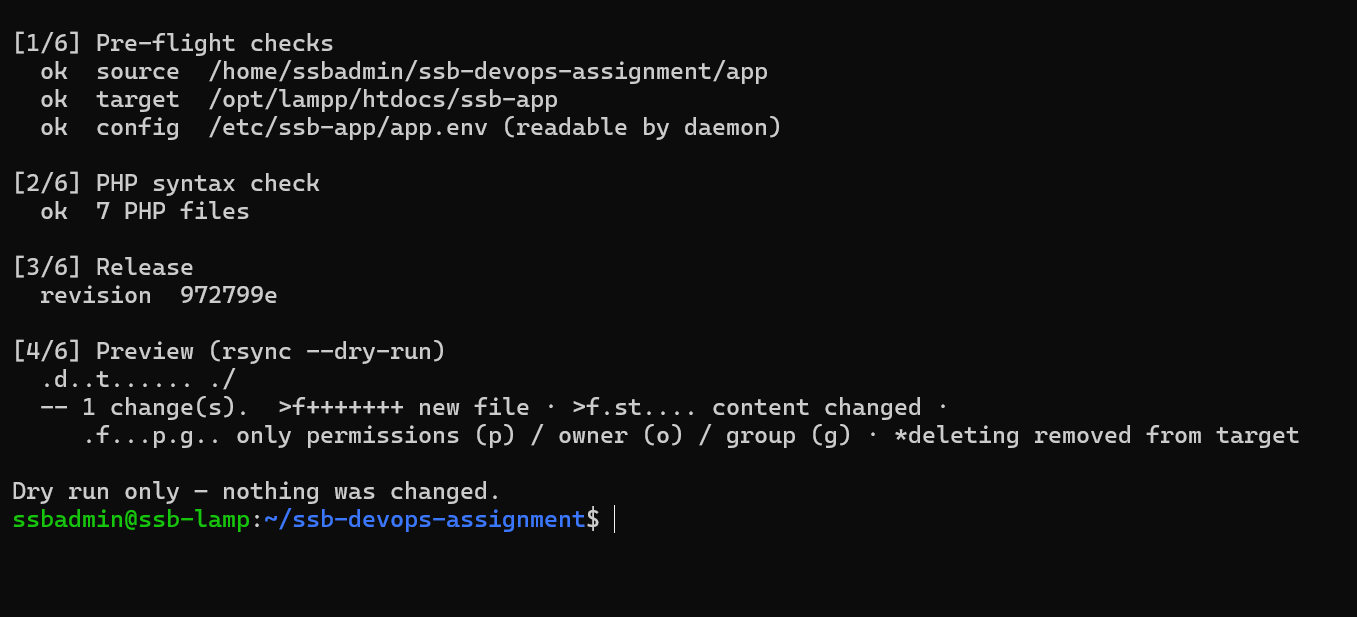 [1/6] Pre-flight checks
  ok  source  /home/ssbadmin/ssb-devops-assignment/app
  ok  target  /opt/lampp/htdocs/ssb-app
  ok  config  /etc/ssb-app/app.env (readable by daemon)

[2/6] PHP syntax check
  ok  7 PHP files

[3/6] Release
  revision  972799e

[4/6] Preview (rsync --dry-run)
  .d..t...... ./
  -- 1 change(s).  >f+++++++ new file · >f.st.... content changed ·
     .f...p.g.. only permissions (p) / owner (o) / group (g) · *deleting removed from target

Dry run only - nothing was changed.
ssbadmin@ssb-lamp:~/ssb-devops-assignment$